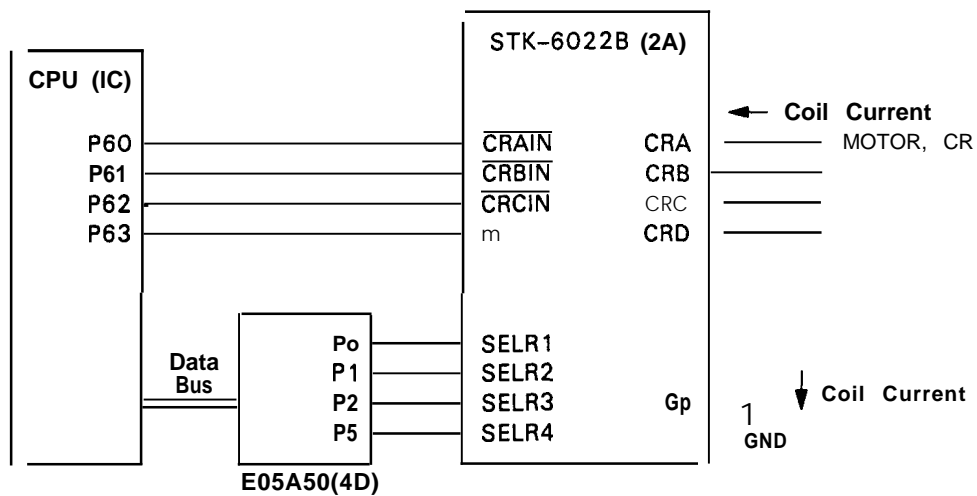 STK-6022B (2A)
CPU (IC)
Coil Current
P60
CRAIN
CRA
MOTOR, CR
P61
CRBIN
CRB
P62
CRCIN
CRC
P63
m
CRD
Data
Bus
Po
SELR1
P1
SELR2
P2
SELR3
Gp
1
Coil Current
P5
SELR4
GND
E05A50(4D)